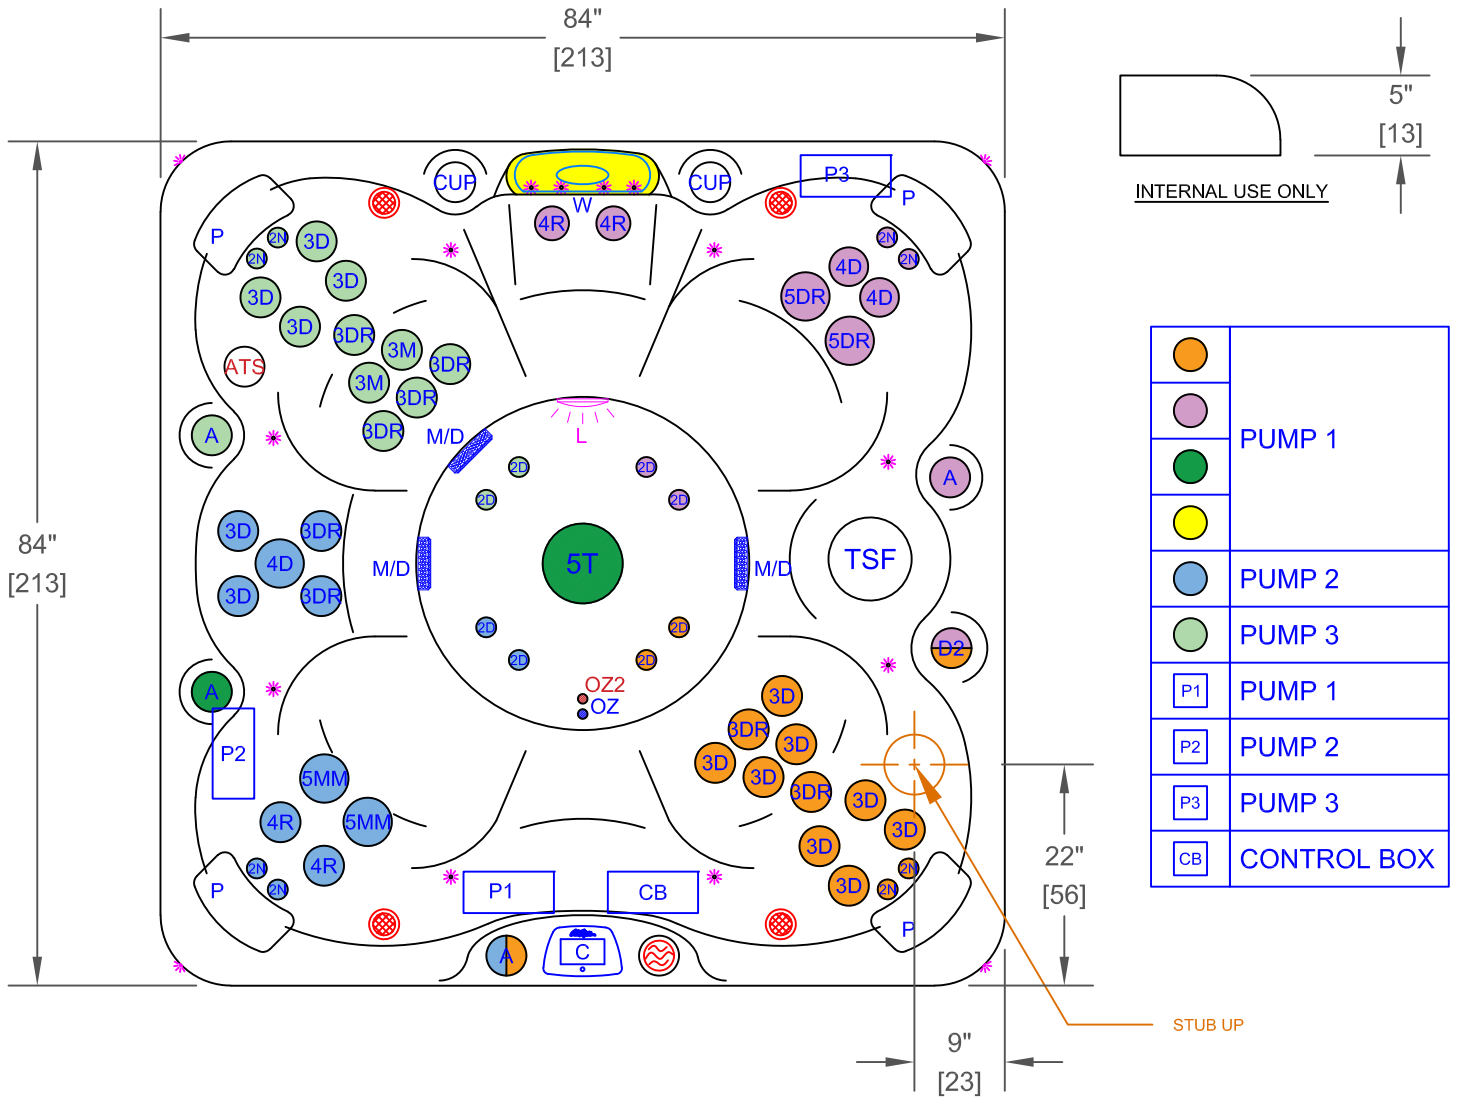 84"
[213]
5"
[13]
INTERNAL USE ONLY
CUP
CUP
P3
W
P
P
4R
4R
2N
2N
3D
3D
3D
3D
2N
2N
4D
4D
5DR
5DR
ATS
3DR
3M
3DR
3M
3DR
3DR
A
M/D
L
2D
2D
2D
2D
A
84"
[213]
3D
3DR
4D
3D
3DR
M/D
5T
M/D
TSF
2D
2D
2D
2D
D2
OZ2
OZ
A
P2
5MM
4R
5MM
4R
2N
2N
P
3D
3DR
3D
3D
3D
3DR
3D
3D
3D
3D
2N
2N
P
P1
CB
A
C
22"
[56]
9"
[23]
STUB UP
PUMP 1
PUMP 2
PUMP 3
P1
PUMP 1
P2
PUMP 2
P3
PUMP 3
CB
CONTROL BOX